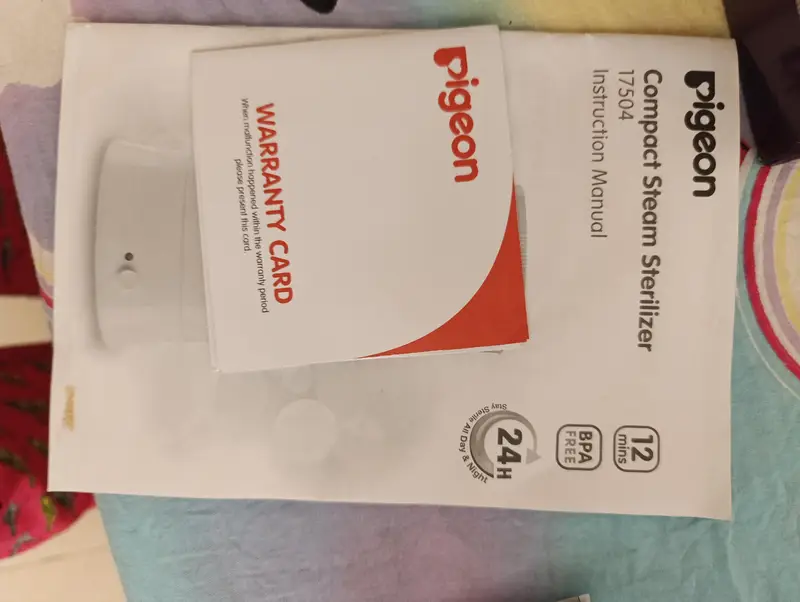 pigeon
Compact Steam Sterilizer
17504
Instruction Manual
12
mins
BPA
FREE
24H
Stay Sterile All Day & Night
pigeon
WARRANTY CARD
When malfunction happened within the warranty period
please present this card